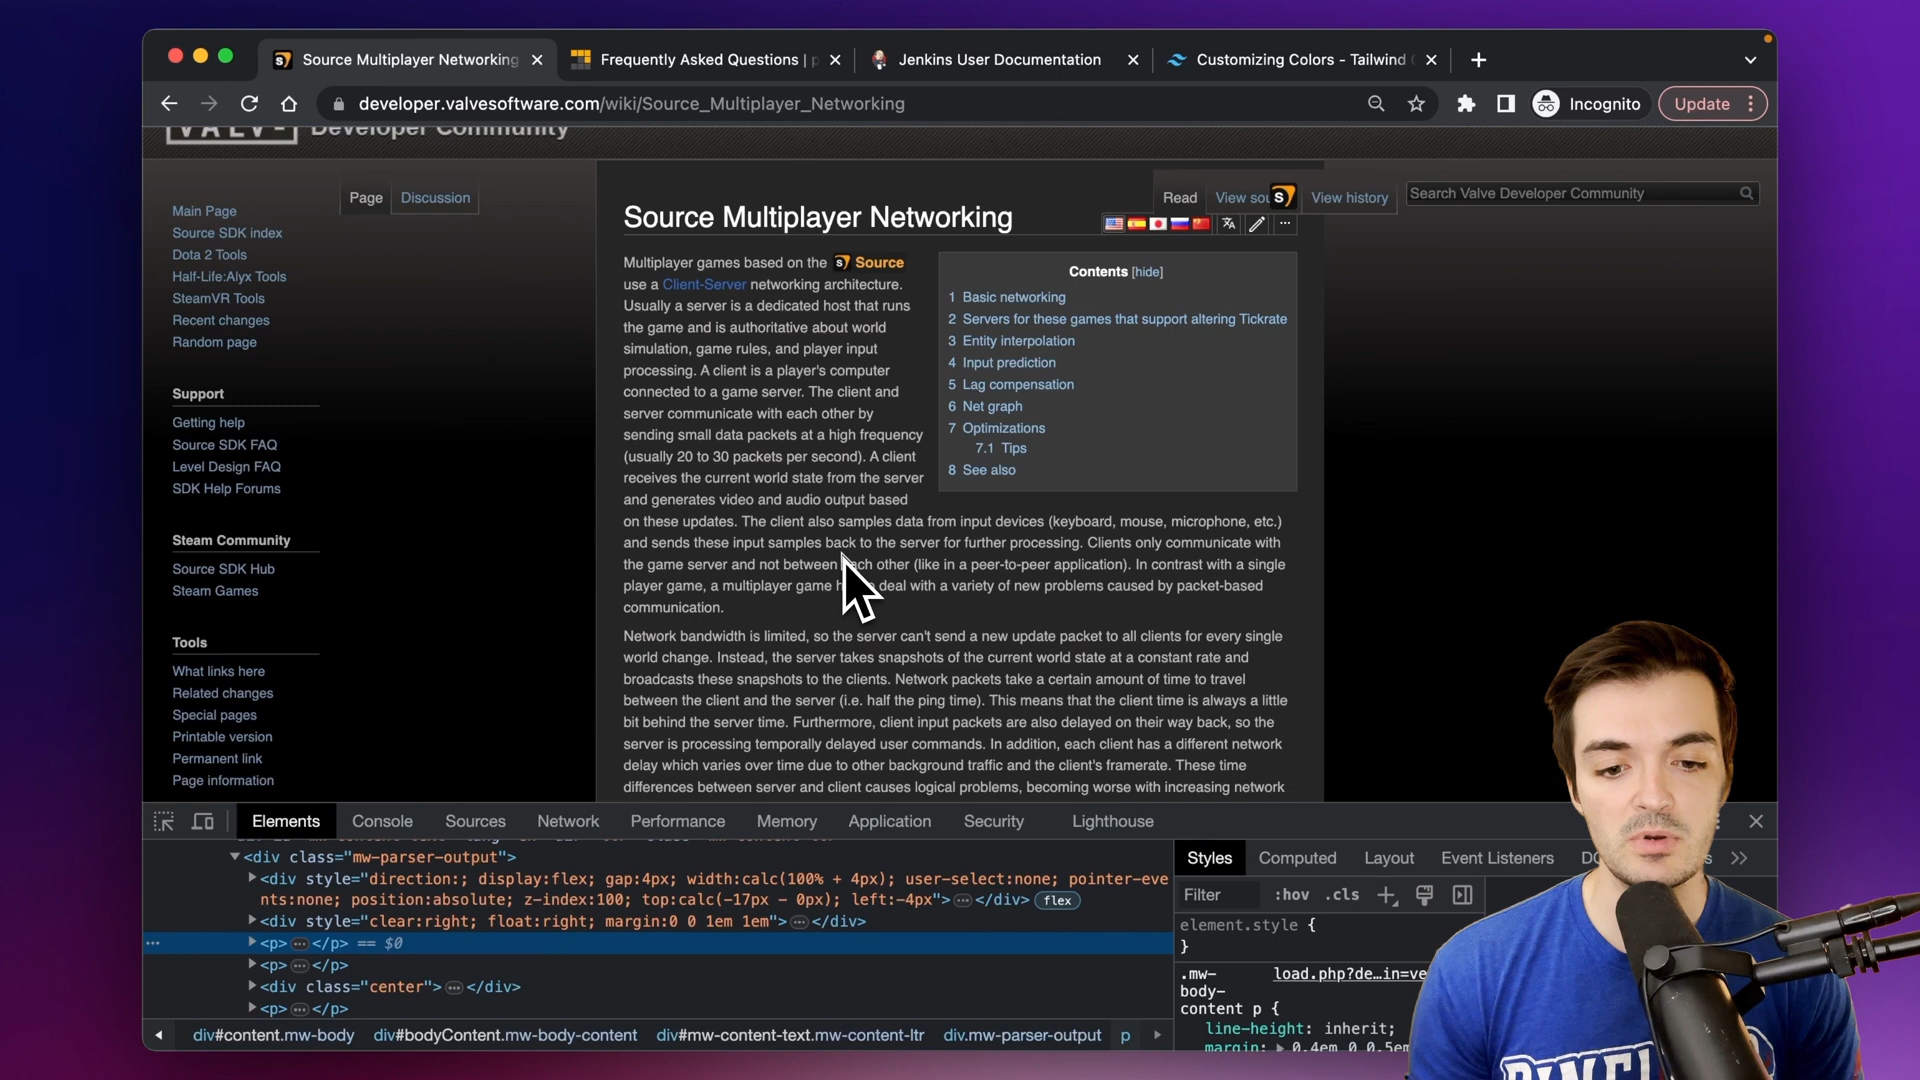 Source Multiplayer Networking
Frequently Asked Questions | p
Jenkins User Documentation
Customizing Colors - Tailwind
developer.valvesoftware.com/wiki/Source_Multiplayer_Networking
Incognito
Update
Developer Community
Page
Discussion
Read
View sou
View history
Search Valve Developer Community
Main Page
Source SDK index
Dota 2 Tools
Half-Life:Alyx Tools
SteamVR Tools
Recent changes
Random page
Support
Getting help
Source SDK FAQ
Level Design FAQ
SDK Help Forums
Steam Community
Source SDK Hub
Steam Games
Tools
What links here
Related changes
Special pages
Printable version
Permanent link
Page information
Source Multiplayer Networking
Multiplayer games based on the Source
use a Client-Server networking architecture.
Usually a server is a dedicated host that runs
the game and is authoritative about world
simulation, game rules, and player input
processing. A client is a player's computer
connected to a game server. The client and
server communicate with each other by
sending small data packets at a high frequency
(usually 20 to 30 packets per second). A client
receives the current world state from the server
and generates video and audio output based
on these updates. The client also samples data from input devices (keyboard, mouse, microphone, etc.)
and sends these input samples back to the server for further processing. Clients only communicate with
the game server and not between each other (like in a peer-to-peer application). In contrast with a single
player game, a multiplayer game deal with a variety of new problems caused by packet-based
communication.
Contents [hide]
1 Basic networking
2 Servers for these games that support altering Tickrate
3 Entity interpolation
4 Input prediction
5 Lag compensation
6 Net graph
7 Optimizations
7.1 Tips
8 See also
Network bandwidth is limited, so the server can't send a new update packet to all clients for every single
world change. Instead, the server takes snapshots of the current world state at a constant rate and
broadcasts these snapshots to the clients. Network packets take a certain amount of time to travel
between the client and the server (i.e. half the ping time). This means that the client time is always a little
bit behind the server time. Furthermore, client input packets are also delayed on their way back, so the
server is processing temporally delayed user commands. In addition, each client has a different network
delay which varies over time due to other background traffic and the client's framerate. These time
differences between server and client causes logical problems, becoming worse with increasing network
Elements
Console
Sources
Network
Performance
Memory
Application
Security
Lighthouse
<div class="mw-parser-output">
<div style="direction:; display:flex; gap:4px; width:calc(100% + 4px); user-select:none; pointer-eve
nts:none; position:absolute; z-index:100; top:calc(-17px - 0px); left:-4px">…</div> flex
<div style="clear:right; float:right; margin:0 0 1em 1em">…</div>
<p>…</p> == $0
<p>…</p>
<div class="center">…</div>
<p>…</p>
div#content.mw-body
div#bodyContent.mw-body-content
div#mw-content-text.mw-content-ltr
div.mw-parser-output
p
Styles
Computed
Layout
Event Listeners
Filter
:hov
.cls
element.style {
}
.mw-
body-
content p {
load.php?de…in=ve
line-height: inherit;
margin: 0.4em 0 0.5em